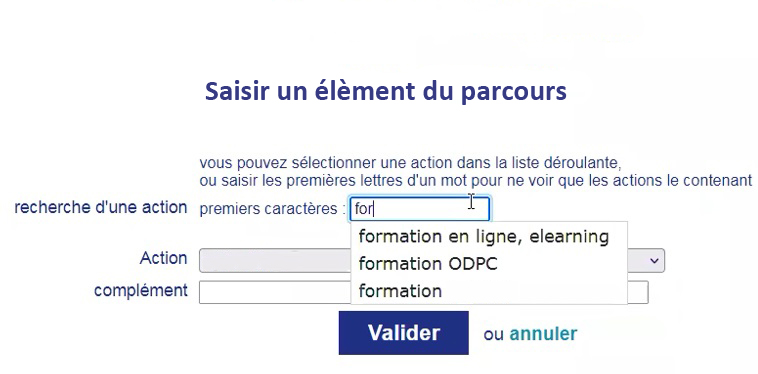 Saisir un élèment du parcours
vous pouvez sélectionner une action dans la liste déroulante,
ou saisir les premières lettres d'un mot pour ne voir que les actions le contenant
recherche d'une action premiers caractères : for
formation en ligne, elearning
formation ODPC
formation
Action
complément
Valider ou annuler